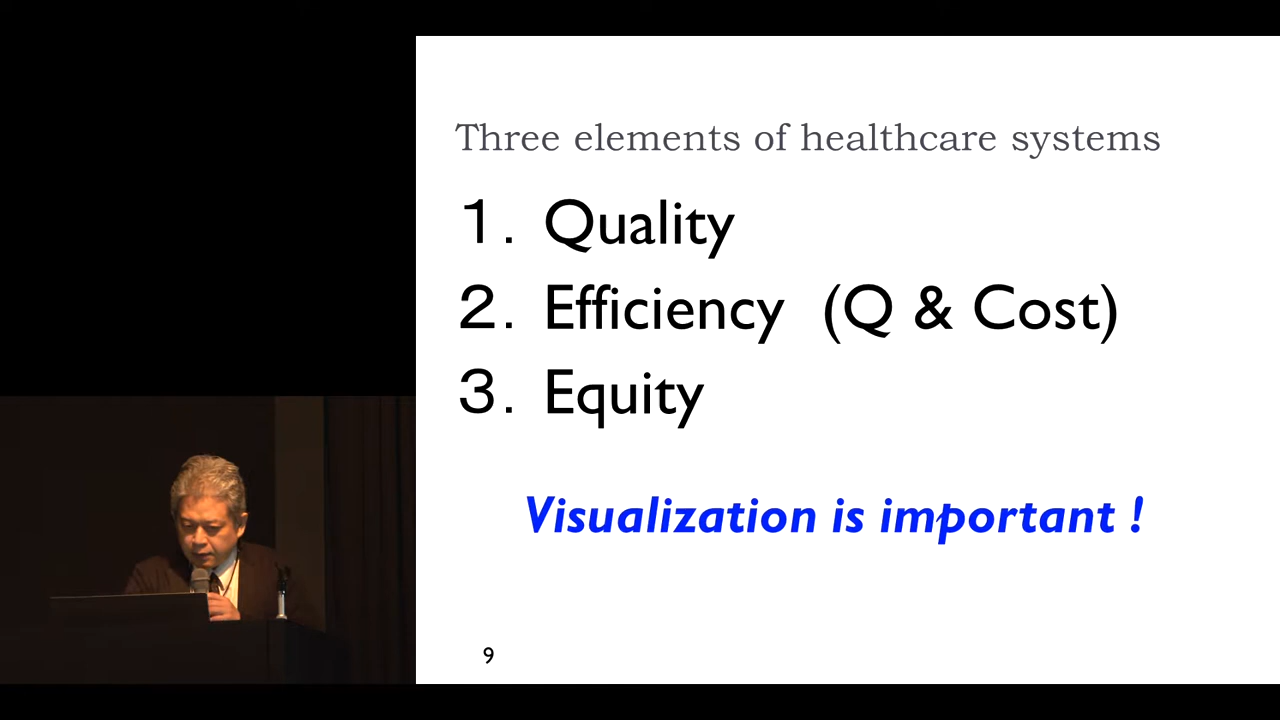 Three elements of healthcare systems
1. Quality
2. Efficiency (Q & Cost)
3. Equity
Visualization is important !
9